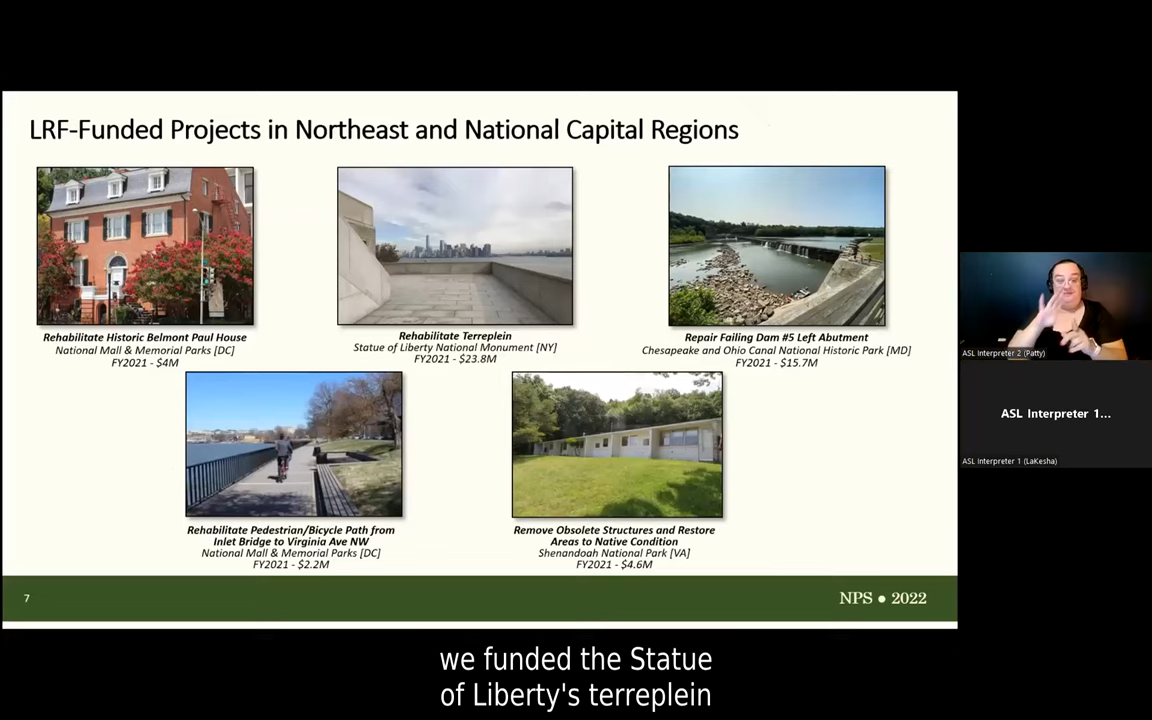 LRF-Funded Projects in Northeast and National Capital Regions
Rehabilitate Historic Belmont Paul House
National Mall & Memorial Parks [DC]
FY2021 - $4M
Rehabilitate Terreplein
Statue of Liberty National Monument [NY]
FY2021 - $23.8M
Repair Failing Dam #5 Left Abutment
Chesapeake and Ohio Canal National Historic Park [MD]
FY2021 - $15.7M
Rehabilitate Pedestrian/Bicycle Path from
Inlet Bridge to Virginia Ave NW
National Mall & Memorial Parks [DC]
FY2021 - $2.2M
Remove Obsolete Structures and Restore
Areas to Native Condition
Shenandoah National Park [VA]
FY2021 - $4.6M
7
NPS ● 2022
ASL Interpreter 2 (Patty)
ASL Interpreter 1...
ASL Interpreter 1 (LaKesha)
we funded the Statue
of Liberty's terreplein